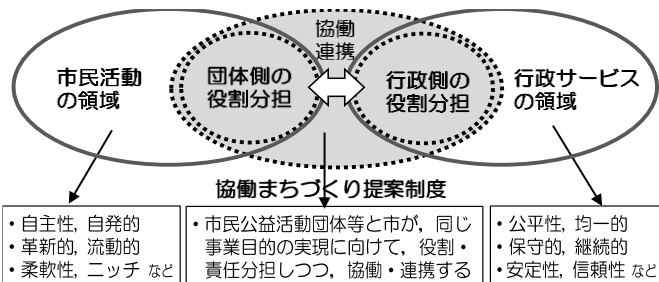 協働
連携
市民活動
の領域
団体側の
役割分担
行政側の
役割分担
行政サービス
の領域
協働まちづくり提案制度
・自主性, 自発的
・革新的, 流動的
・柔軟性, ニッチ など
・市民公益活動団体等と市が, 同じ
事業目的の実現に向けて, 役割・
責任分担しつつ, 協働・連携する
・公平性, 均一的
・保守的, 継続的
・安定性, 信頼性 など